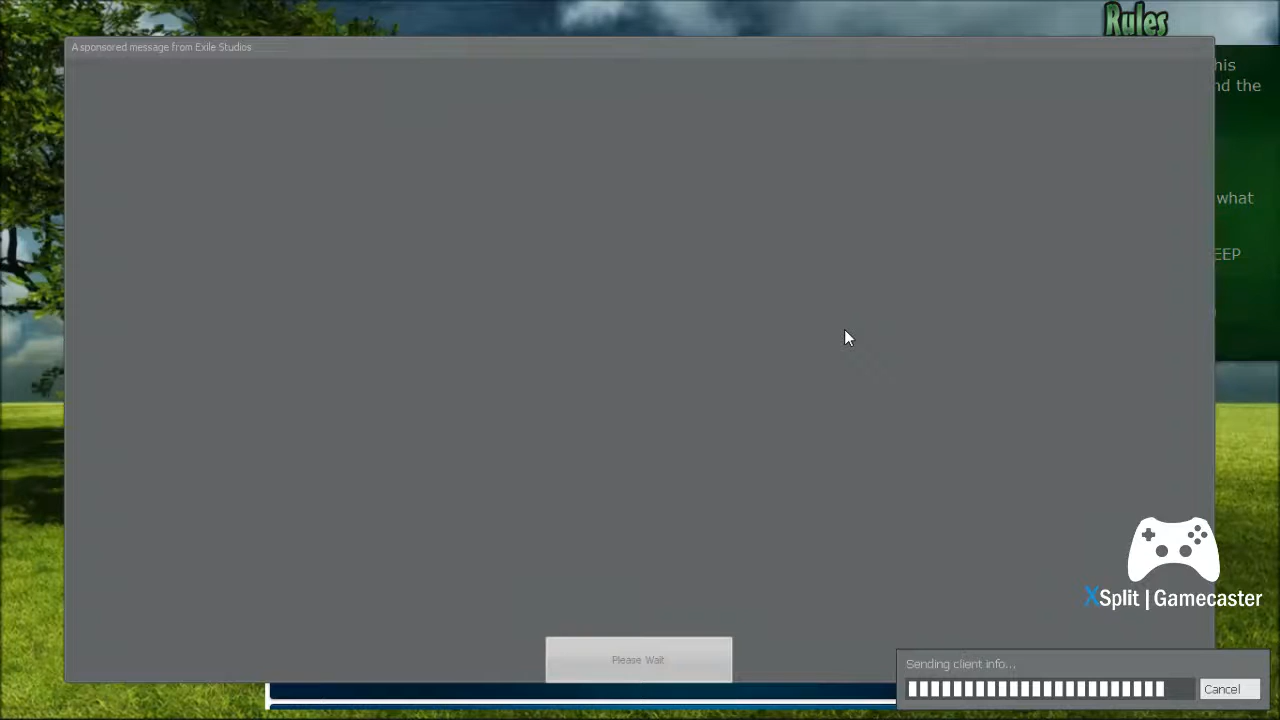 Rules
A sponsored message from Exile Studios
his
nd the
what
EEP
XSplit | Gamecaster
Please Wait
Sending client info...
Cancel